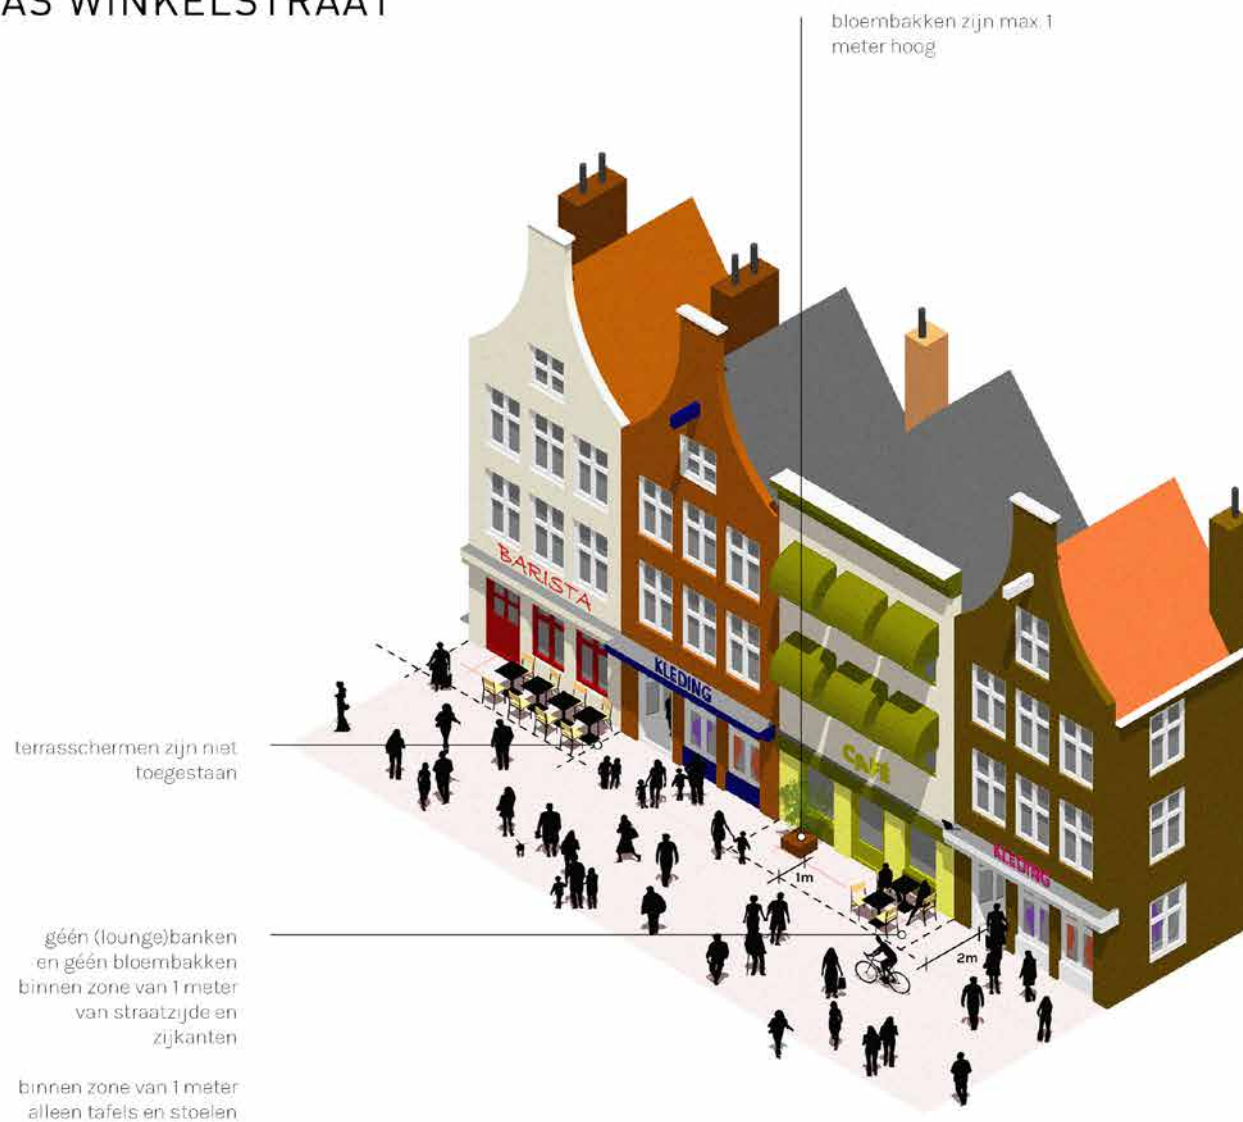 AS WINKELSTRAAT
bloembakken zijn max. 1
meter hoog
BARISTA
KLEDING
CAFÉ
KLEDING
terrasschermen zijn niet
toegestaan
1m
2m
géén (lounge)banken
en géén bloembakken
binnen zone van 1 meter
van straatzijde en
zijkanten
binnen zone van 1 meter
alleen tafels en stoelen